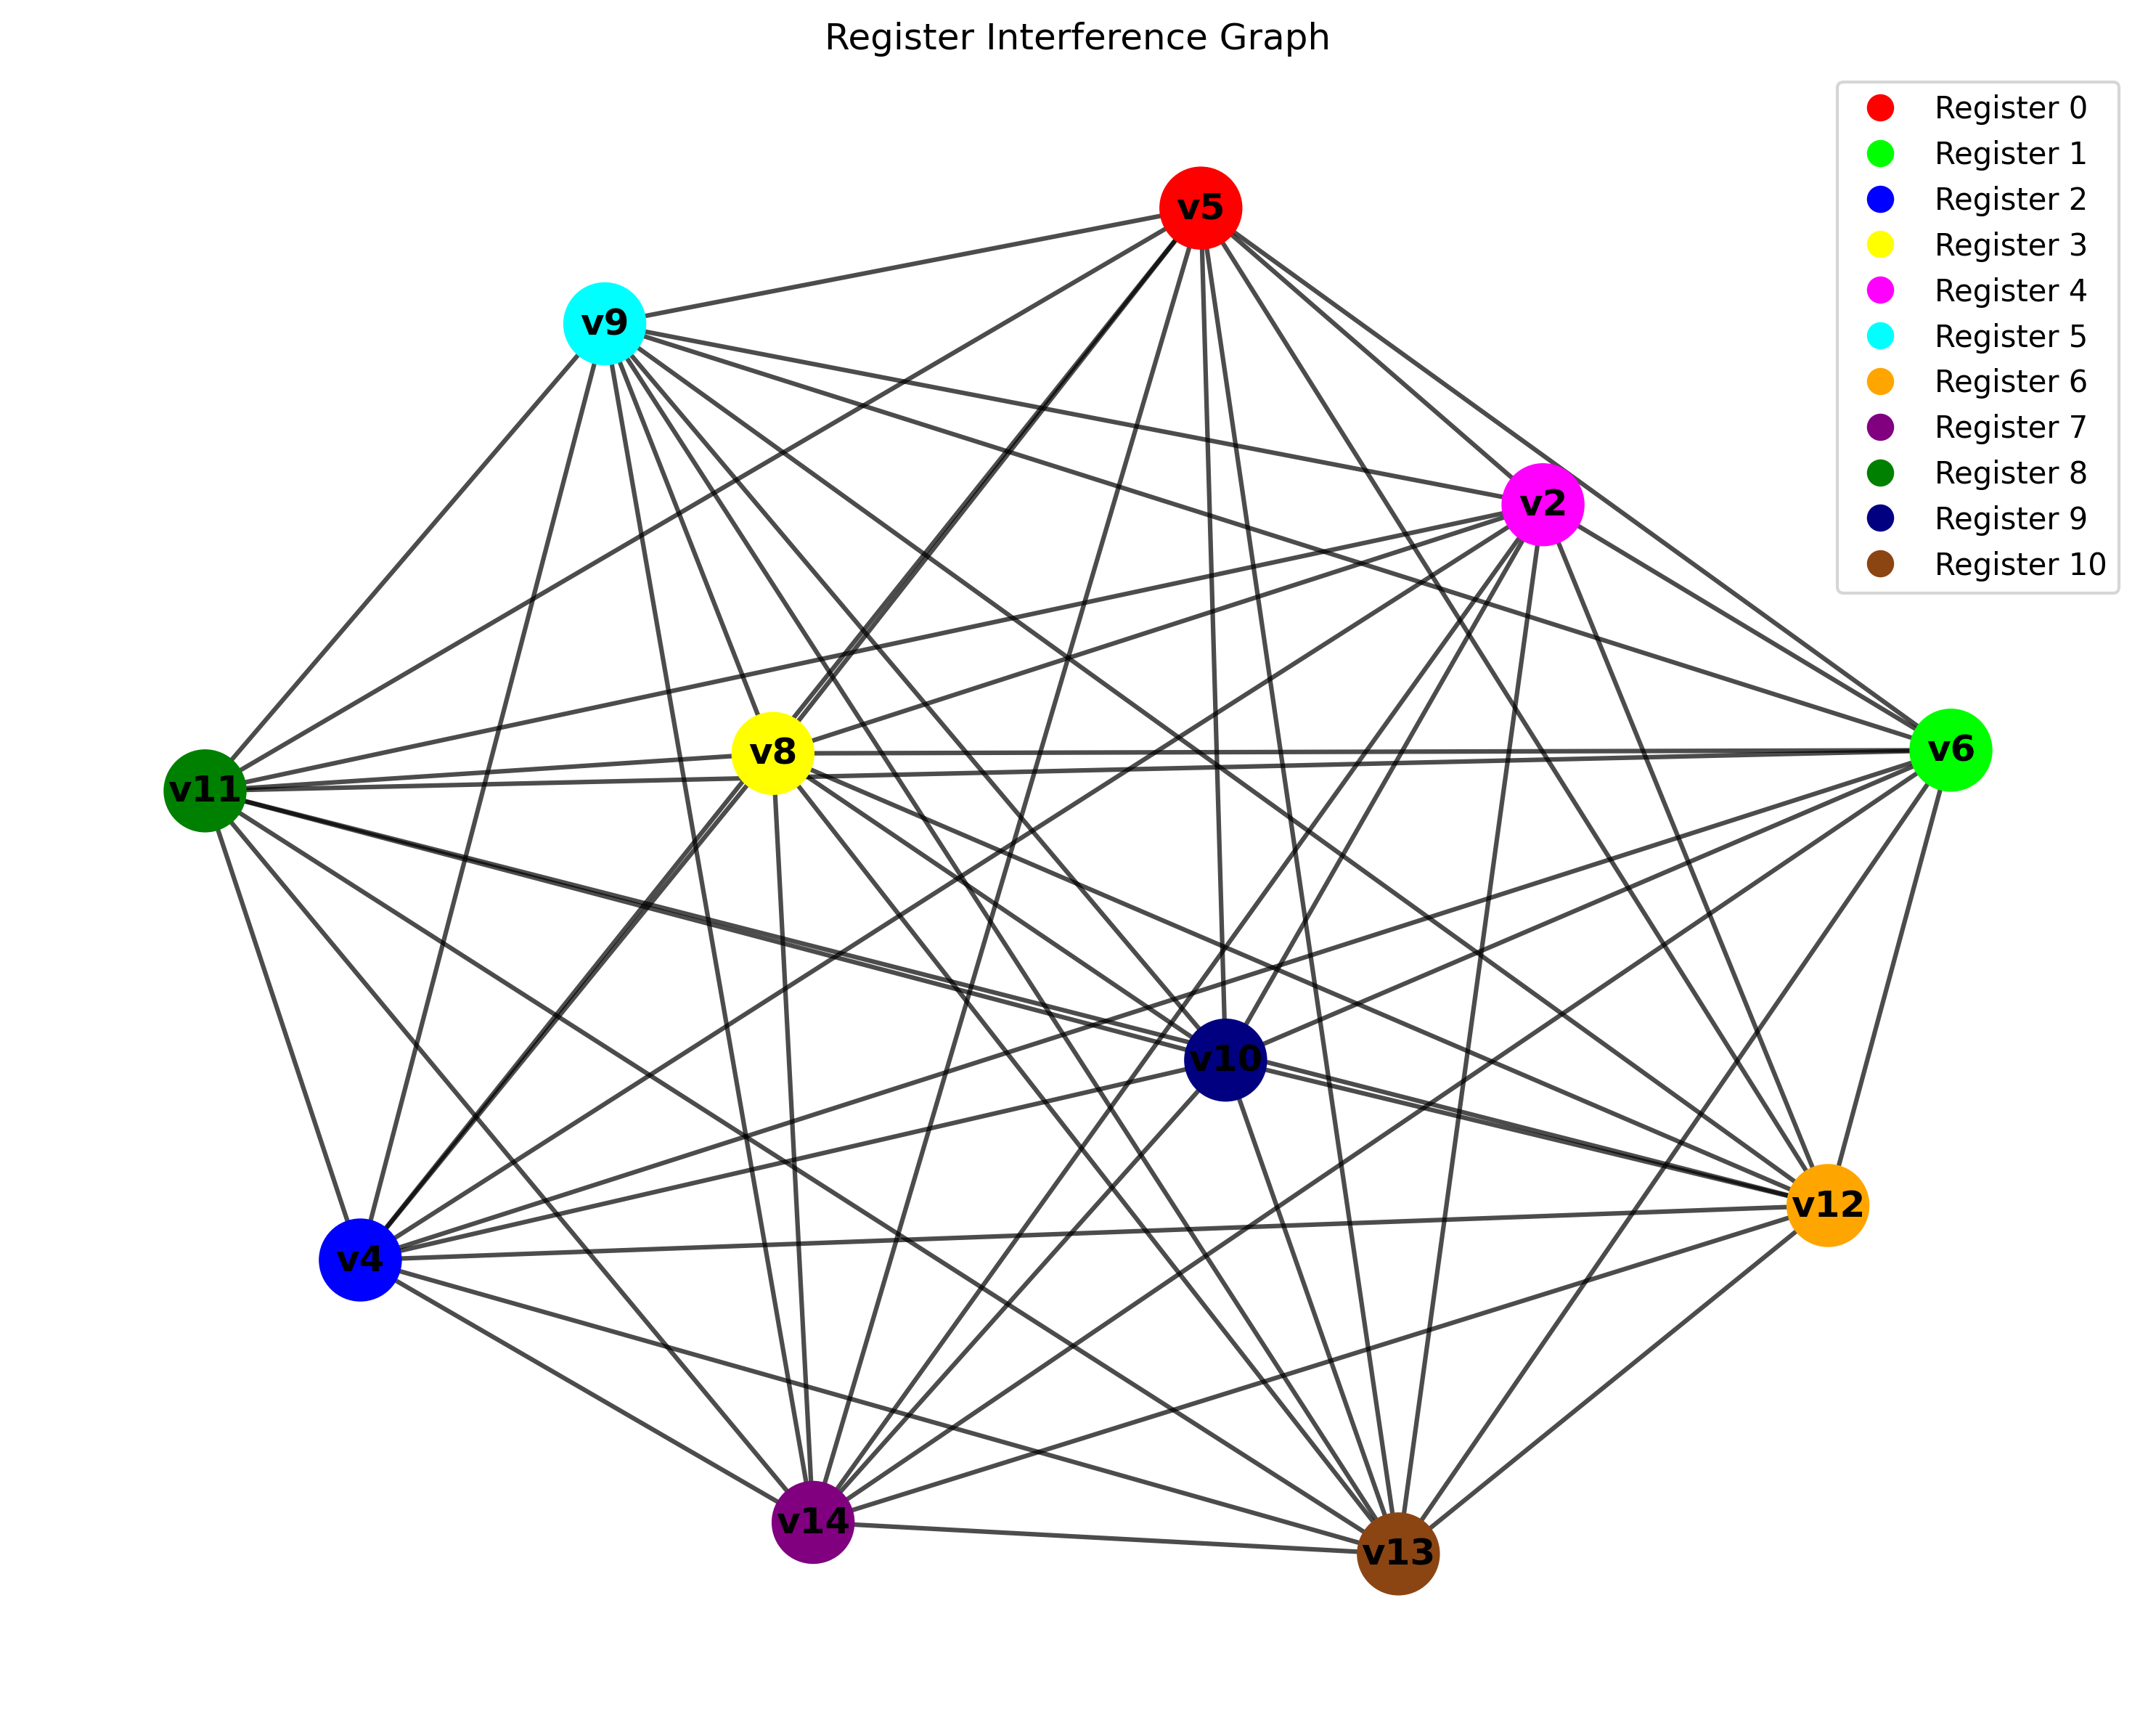 Register Interference Graph
Register 0
Register 1
Register 2
Register 3
Register 4
Register 5
Register 6
Register 7
Register 8
Register 9
Register 10
v5
v9
v2
v8
v6
v11
v10
v12
v4
v14
v13